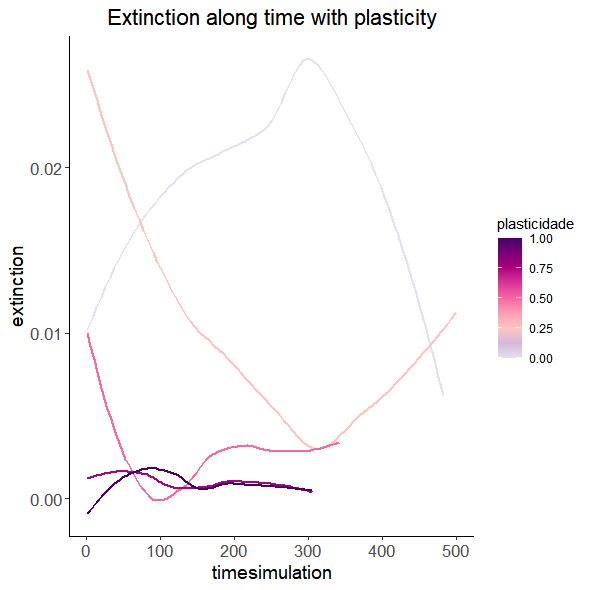 Extinction along time with plasticity
extinction
0.02
0.01
0.00
0 100 200 300 400 500
timesimulation
plasticidade
1.00
0.75
0.50
0.25
0.00